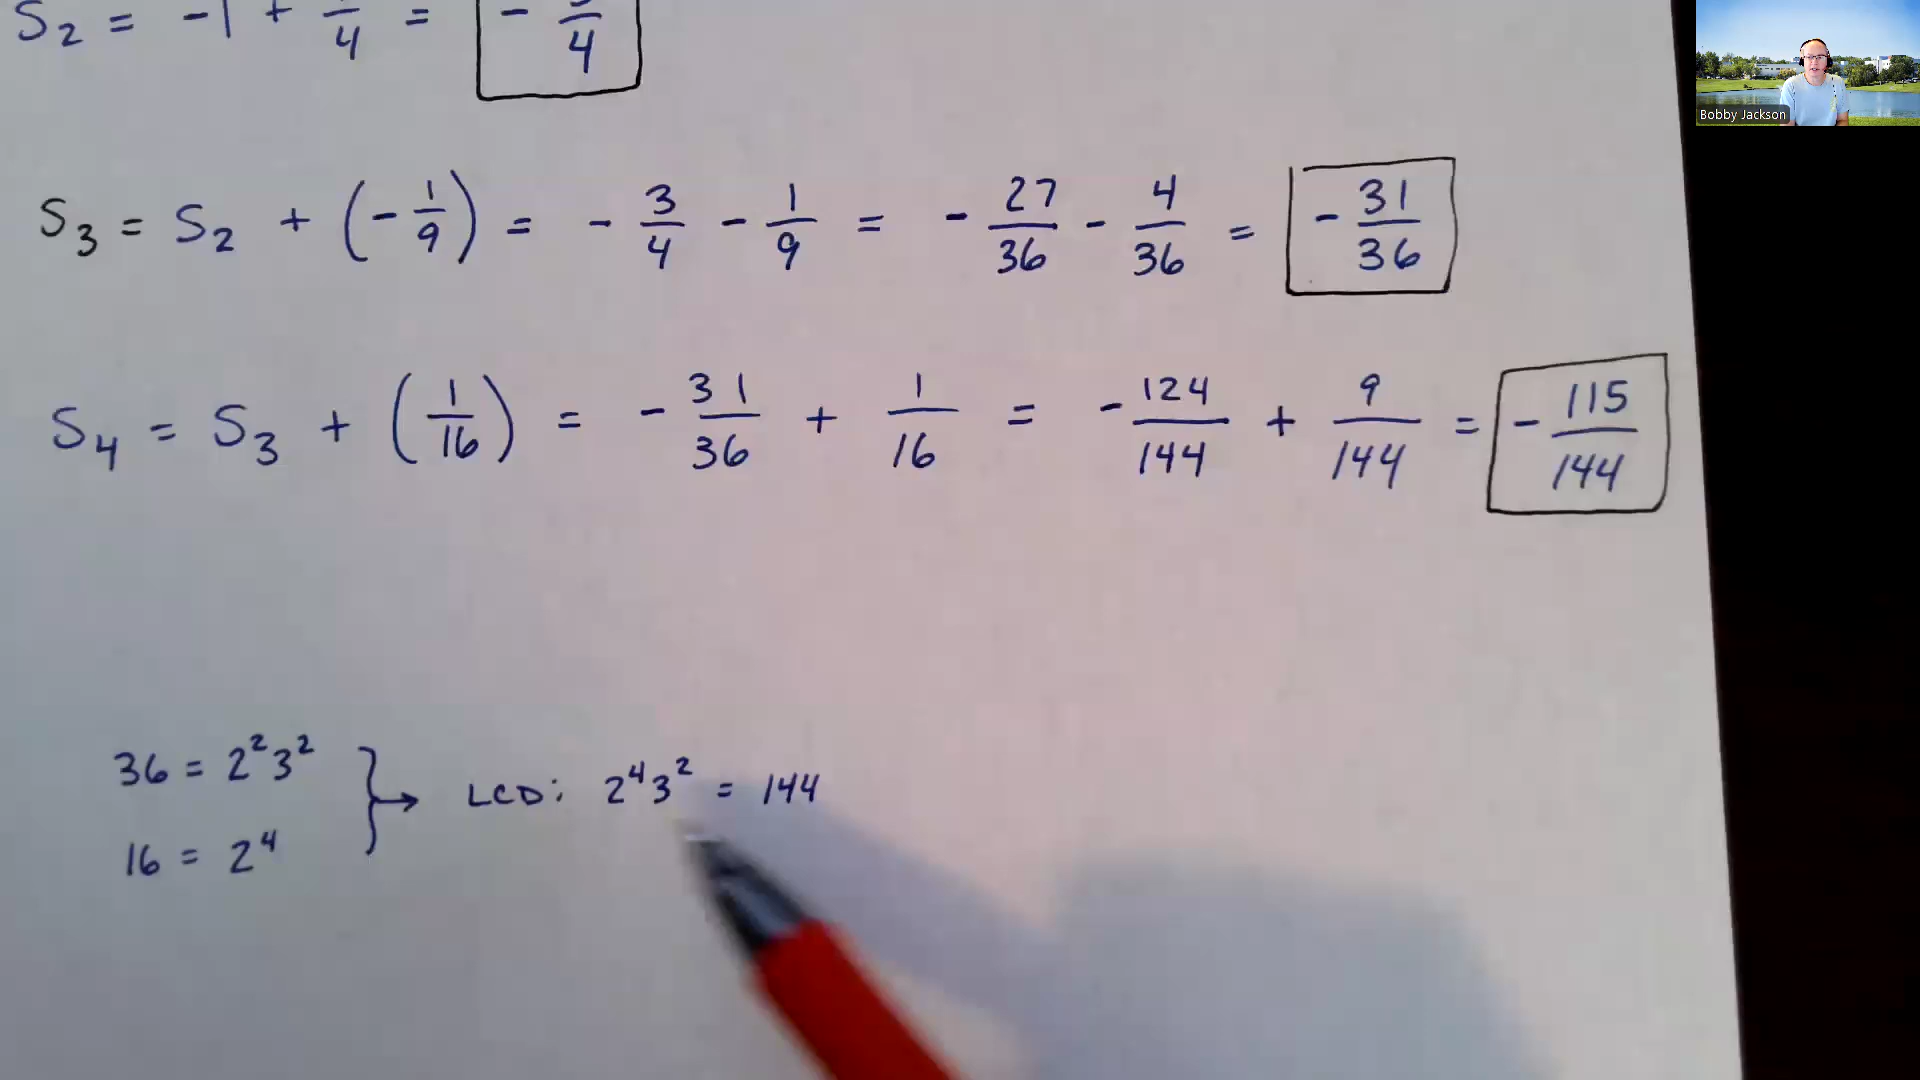 S₂ = -1 + /4 = - /4
Bobby Jackson
S₃ = S₂ + (-1/9) = -3/4 - 1/9 = -27/36 - 4/36 = -31/36
S₄ = S₃ + (1/16) = -31/36 + 1/16 = -124/144 + 9/144 = -115/144
36 = 2²3²
16 = 2⁴
} → LCD: 2⁴3² = 144